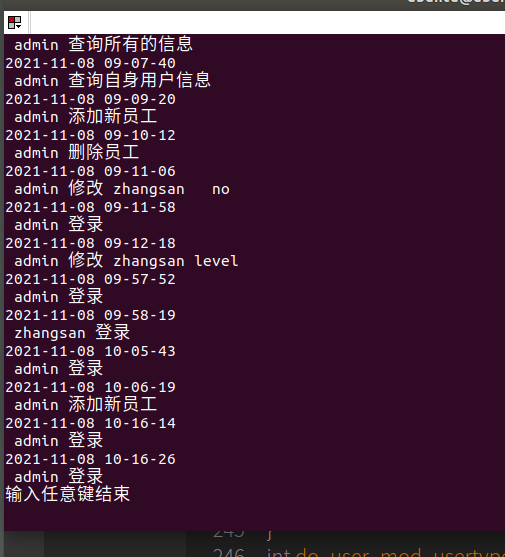 admin 查询所有的信息
2021-11-08 09-07-40
admin 查询自身用户信息
2021-11-08 09-09-20
admin 添加新员工
2021-11-08 09-10-12
admin 删除员工
2021-11-08 09-11-06
admin 修改 zhangsan   no
2021-11-08 09-11-58
admin 登录
2021-11-08 09-12-18
admin 修改 zhangsan level
2021-11-08 09-57-52
admin 登录
2021-11-08 09-58-19
zhangsan 登录
2021-11-08 10-05-43
admin 登录
2021-11-08 10-06-19
admin 添加新员工
2021-11-08 10-16-14
admin 登录
2021-11-08 10-16-26
admin 登录
输入任意键结束
246 int do_user_mod_usertype